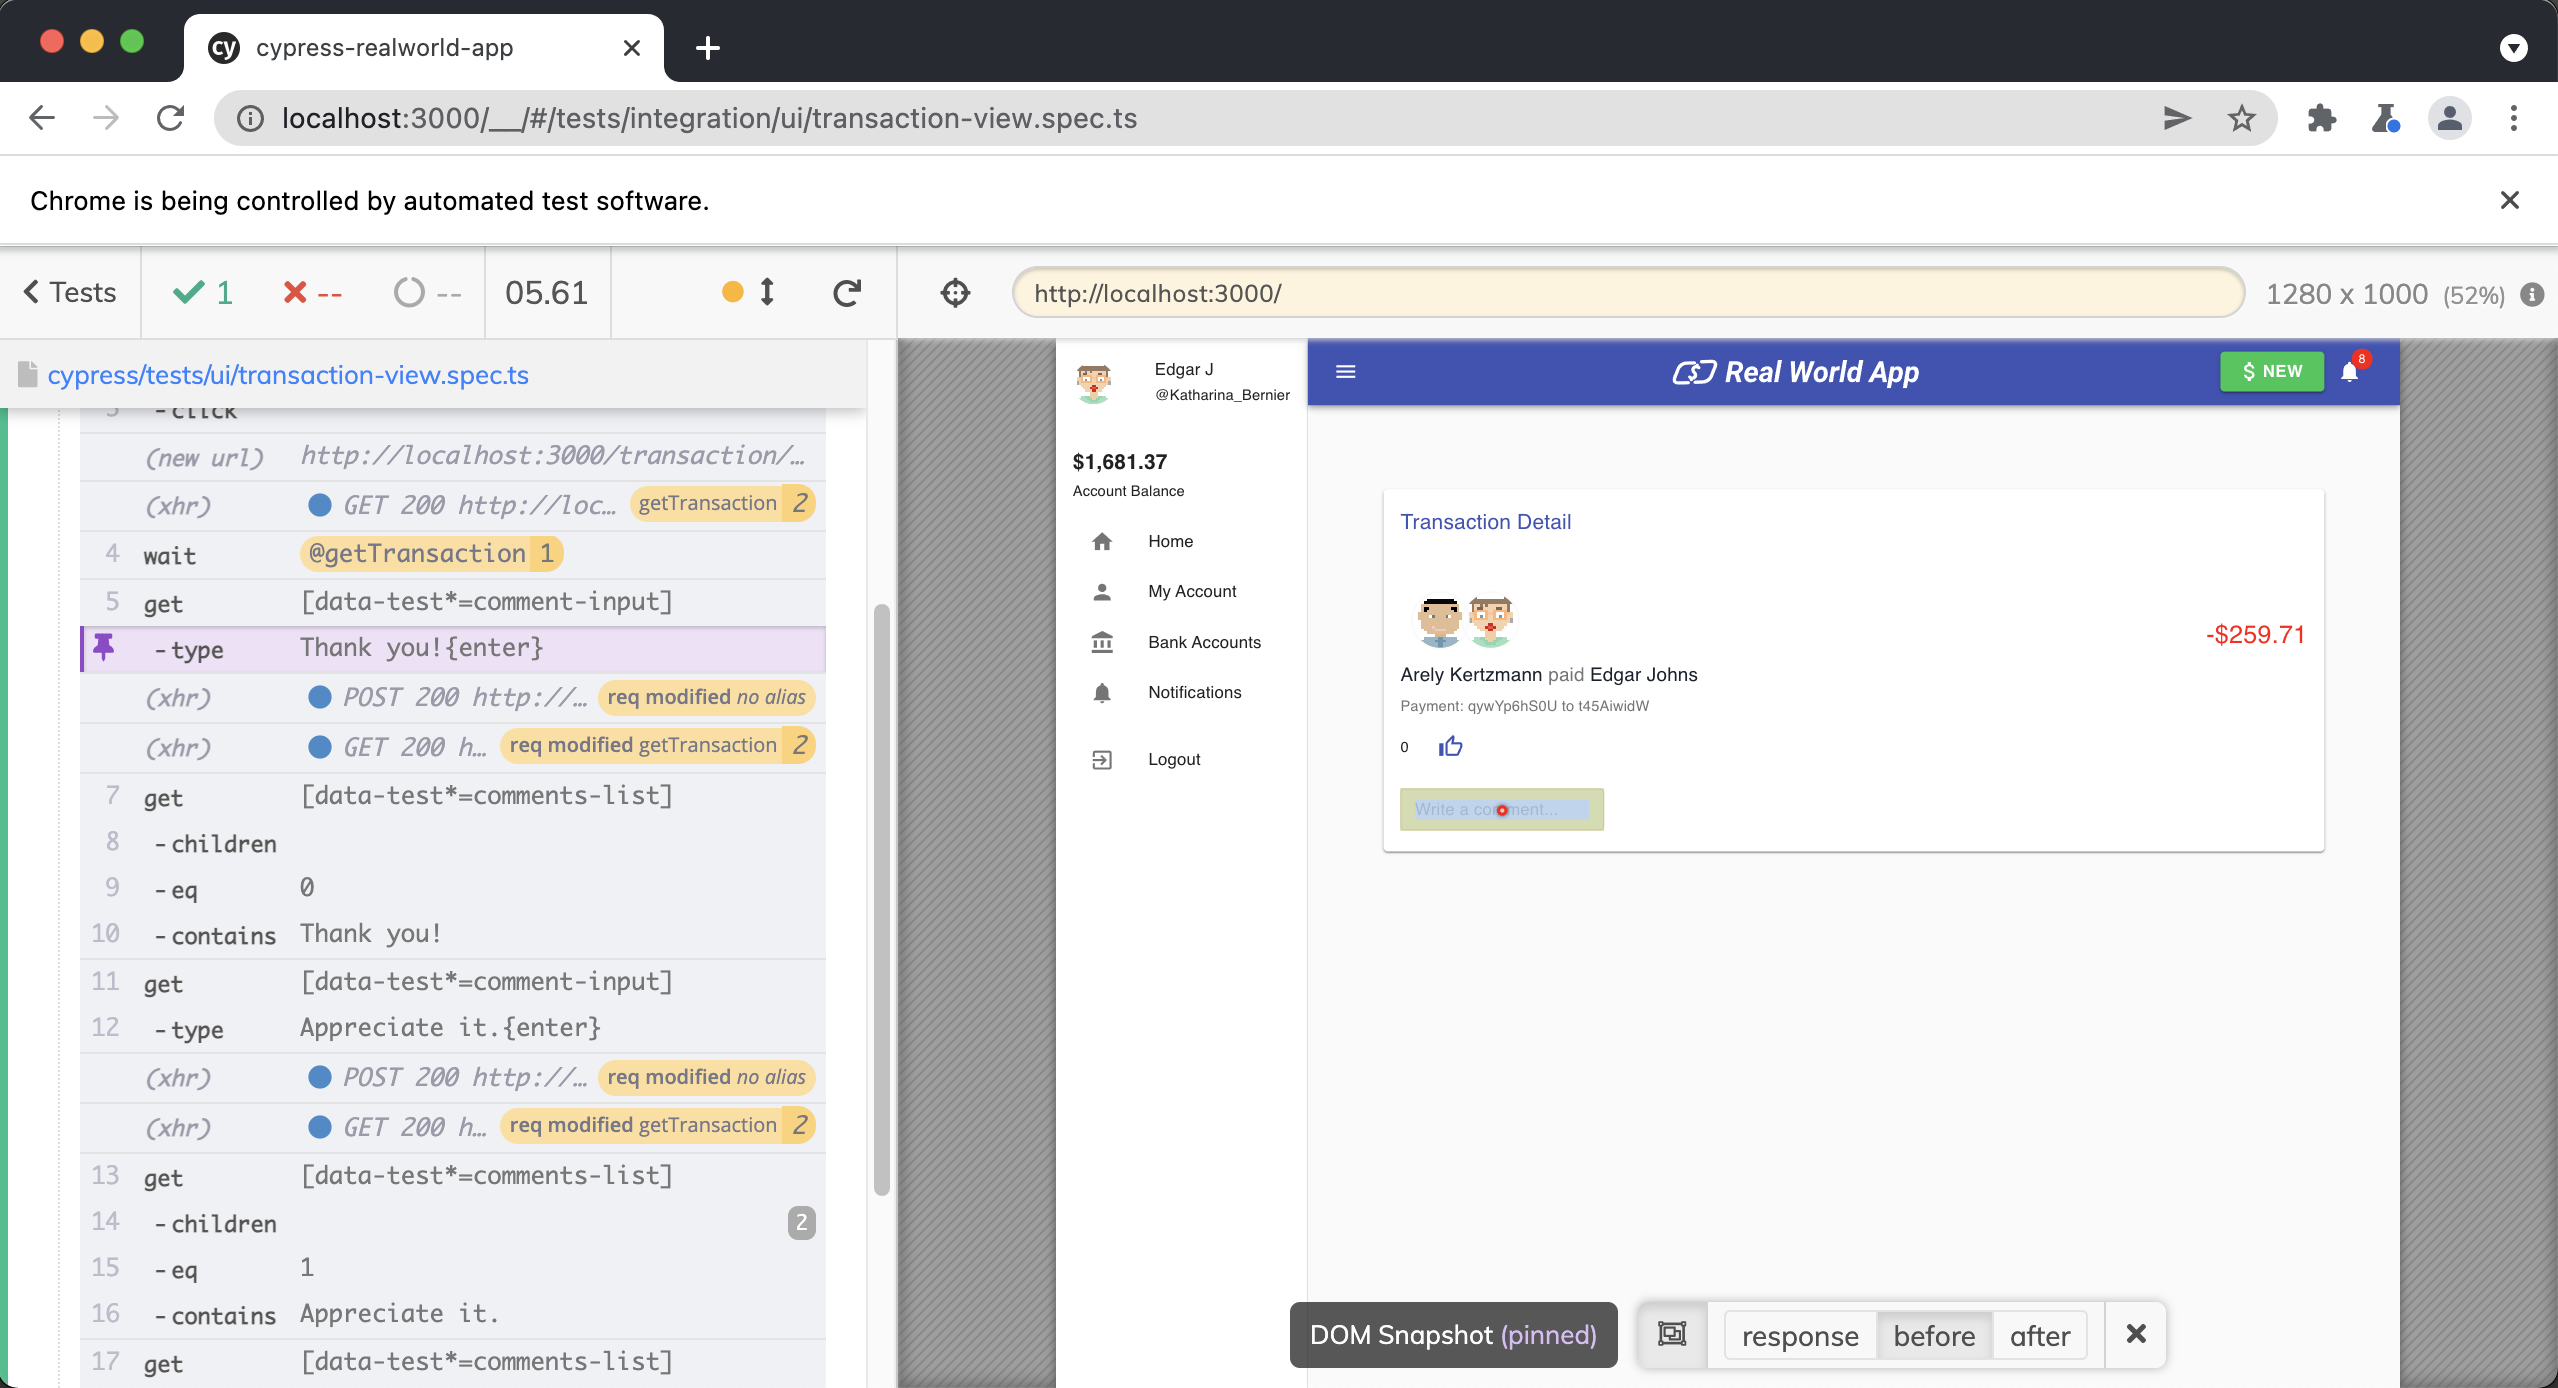 cy cypress-realworld-app
localhost:3000/__/#/tests/integration/ui/transaction-view.spec.ts
Chrome is being controlled by automated test software.
Tests 1 -- -- 05.61
http://localhost:3000/ 1280 x 1000 (52%)
cypress/tests/ui/transaction-view.spec.ts
3 -click
(new url) http://localhost:3000/transaction/…
(xhr) GET 200 http://loc… getTransaction 2
4 wait @getTransaction 1
5 get [data-test*=comment-input]
-type Thank you!{enter}
(xhr) POST 200 http://… req modified no alias
(xhr) GET 200 h… req modified getTransaction 2
7 get [data-test*=comments-list]
8 -children
9 -eq 0
10 -contains Thank you!
11 get [data-test*=comment-input]
12 -type Appreciate it.{enter}
(xhr) POST 200 http://… req modified no alias
(xhr) GET 200 h… req modified getTransaction 2
13 get [data-test*=comments-list]
14 -children 2
15 -eq 1
16 -contains Appreciate it.
17 get [data-test*=comments-list]
Edgar J
@Katharina_Bernier
$1,681.37
Account Balance
Home
My Account
Bank Accounts
Notifications
Logout
Real World App
$ NEW
8
Transaction Detail
-$259.71
Arely Kertzmann paid Edgar Johns
Payment: qywYp6hS0U to t45AiwidW
0
Write a comment...
DOM Snapshot (pinned)
response before after